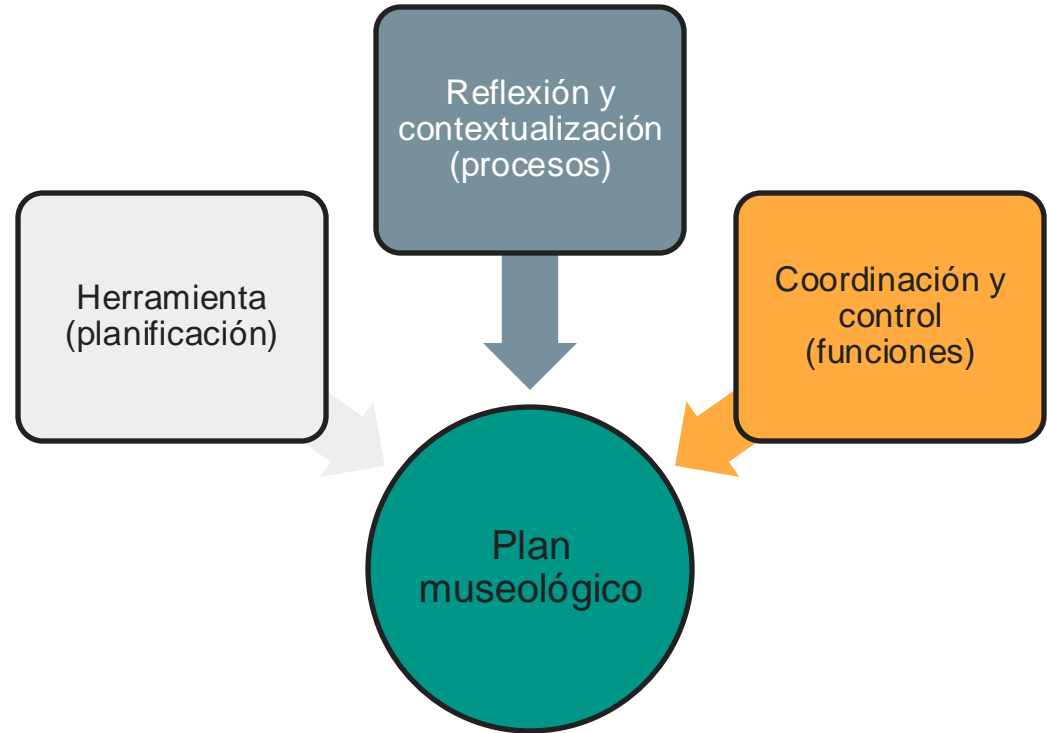 Reflexión y
contextualización
(procesos)
Herramienta
(planificación)
Coordinación y
control
(funciones)
Plan
museológico